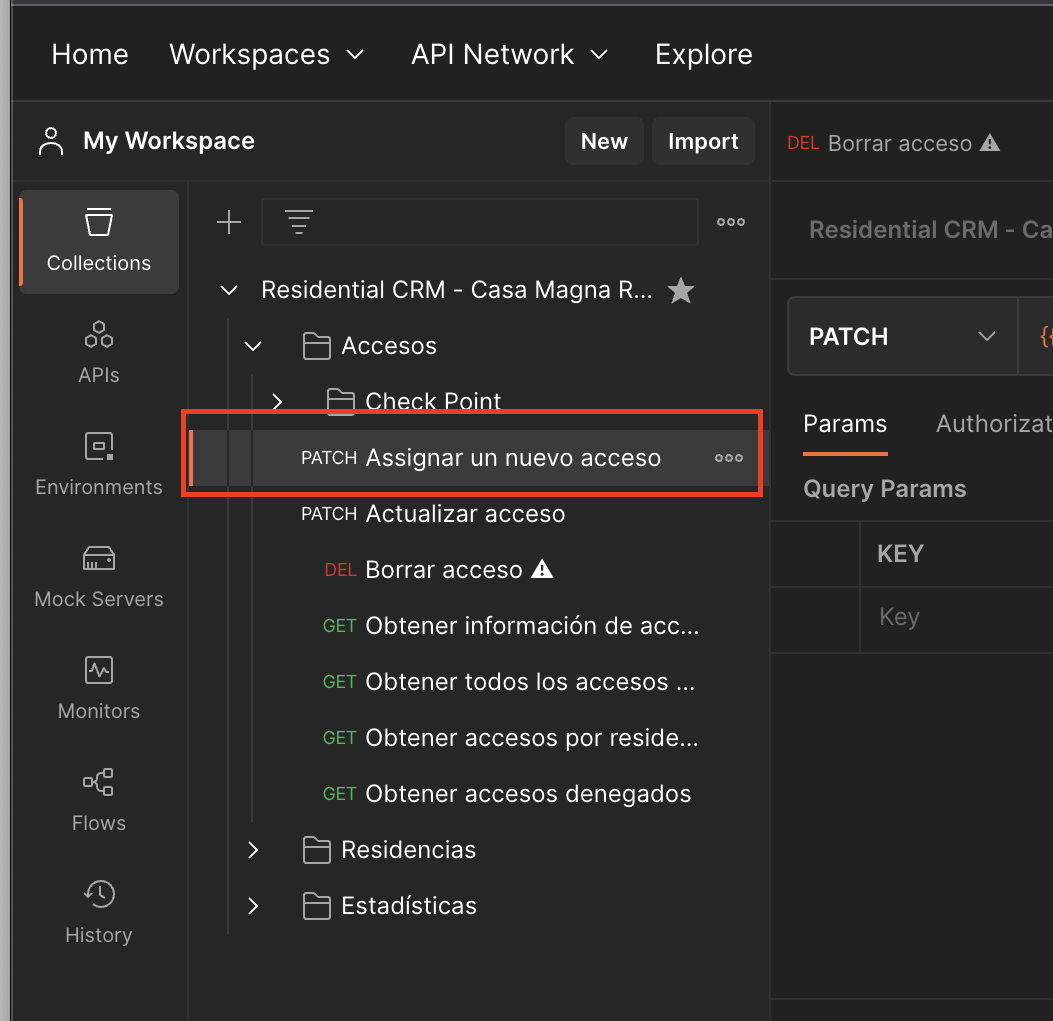 Home Workspaces API Network Explore
My Workspace New Import
DEL Borrar acceso
Collections
APIs
Environments
Mock Servers
Monitors
Flows
History
Residential CRM - Casa Magna R...
Accesos
Check Point
PATCH Assignar un nuevo acceso
PATCH Actualizar acceso
DEL Borrar acceso
GET Obtener información de acc...
GET Obtener todos los accesos ...
GET Obtener accesos por reside...
GET Obtener accesos denegados
Residencias
Estadísticas
Residential CRM - Ca
PATCH {{
Params Authorizat
Query Params
KEY
Key